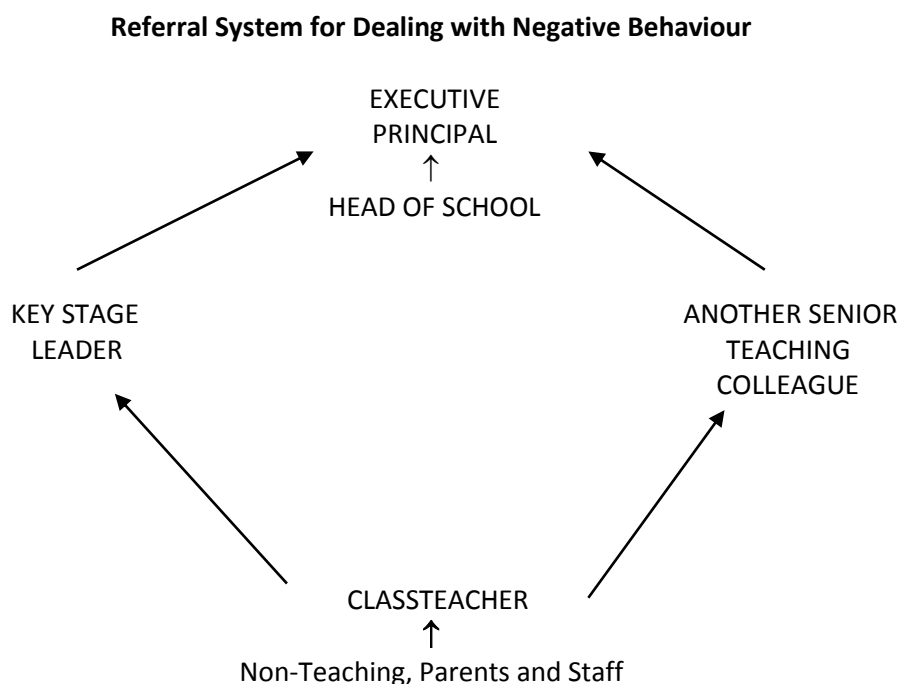 Referral System for Dealing with Negative Behaviour
EXECUTIVE
PRINCIPAL
↑
HEAD OF SCHOOL
KEY STAGE
LEADER
ANOTHER SENIOR
TEACHING
COLLEAGUE
CLASSTEACHER
↑
Non-Teaching, Parents and Staff